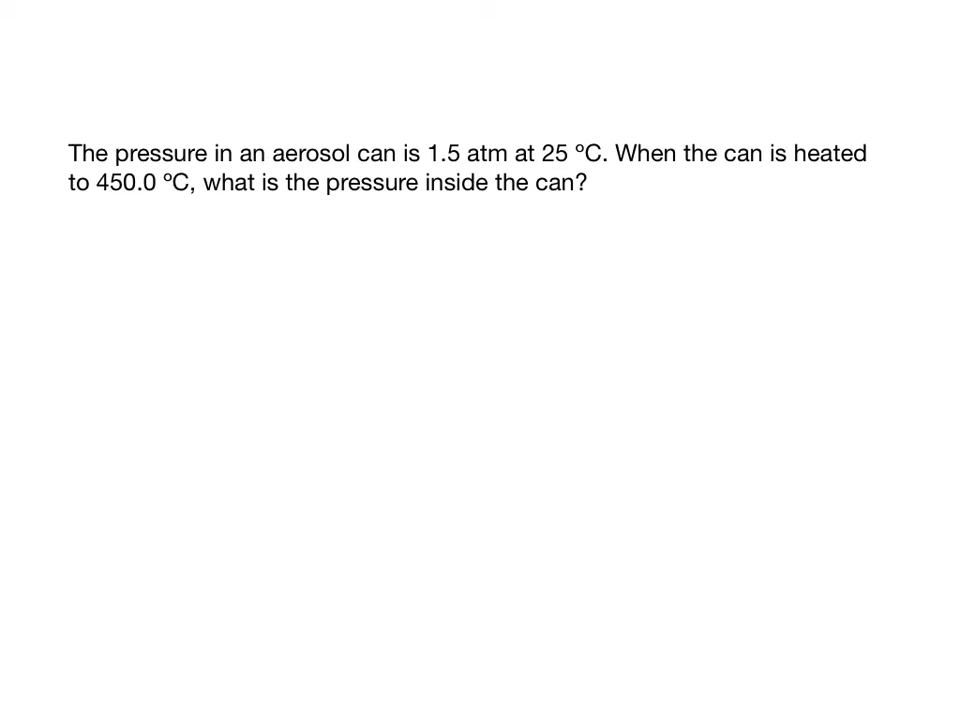 The pressure in an aerosol can is 1.5 atm at 25 ºC. When the can is heated
to 450.0 ºC, what is the pressure inside the can?